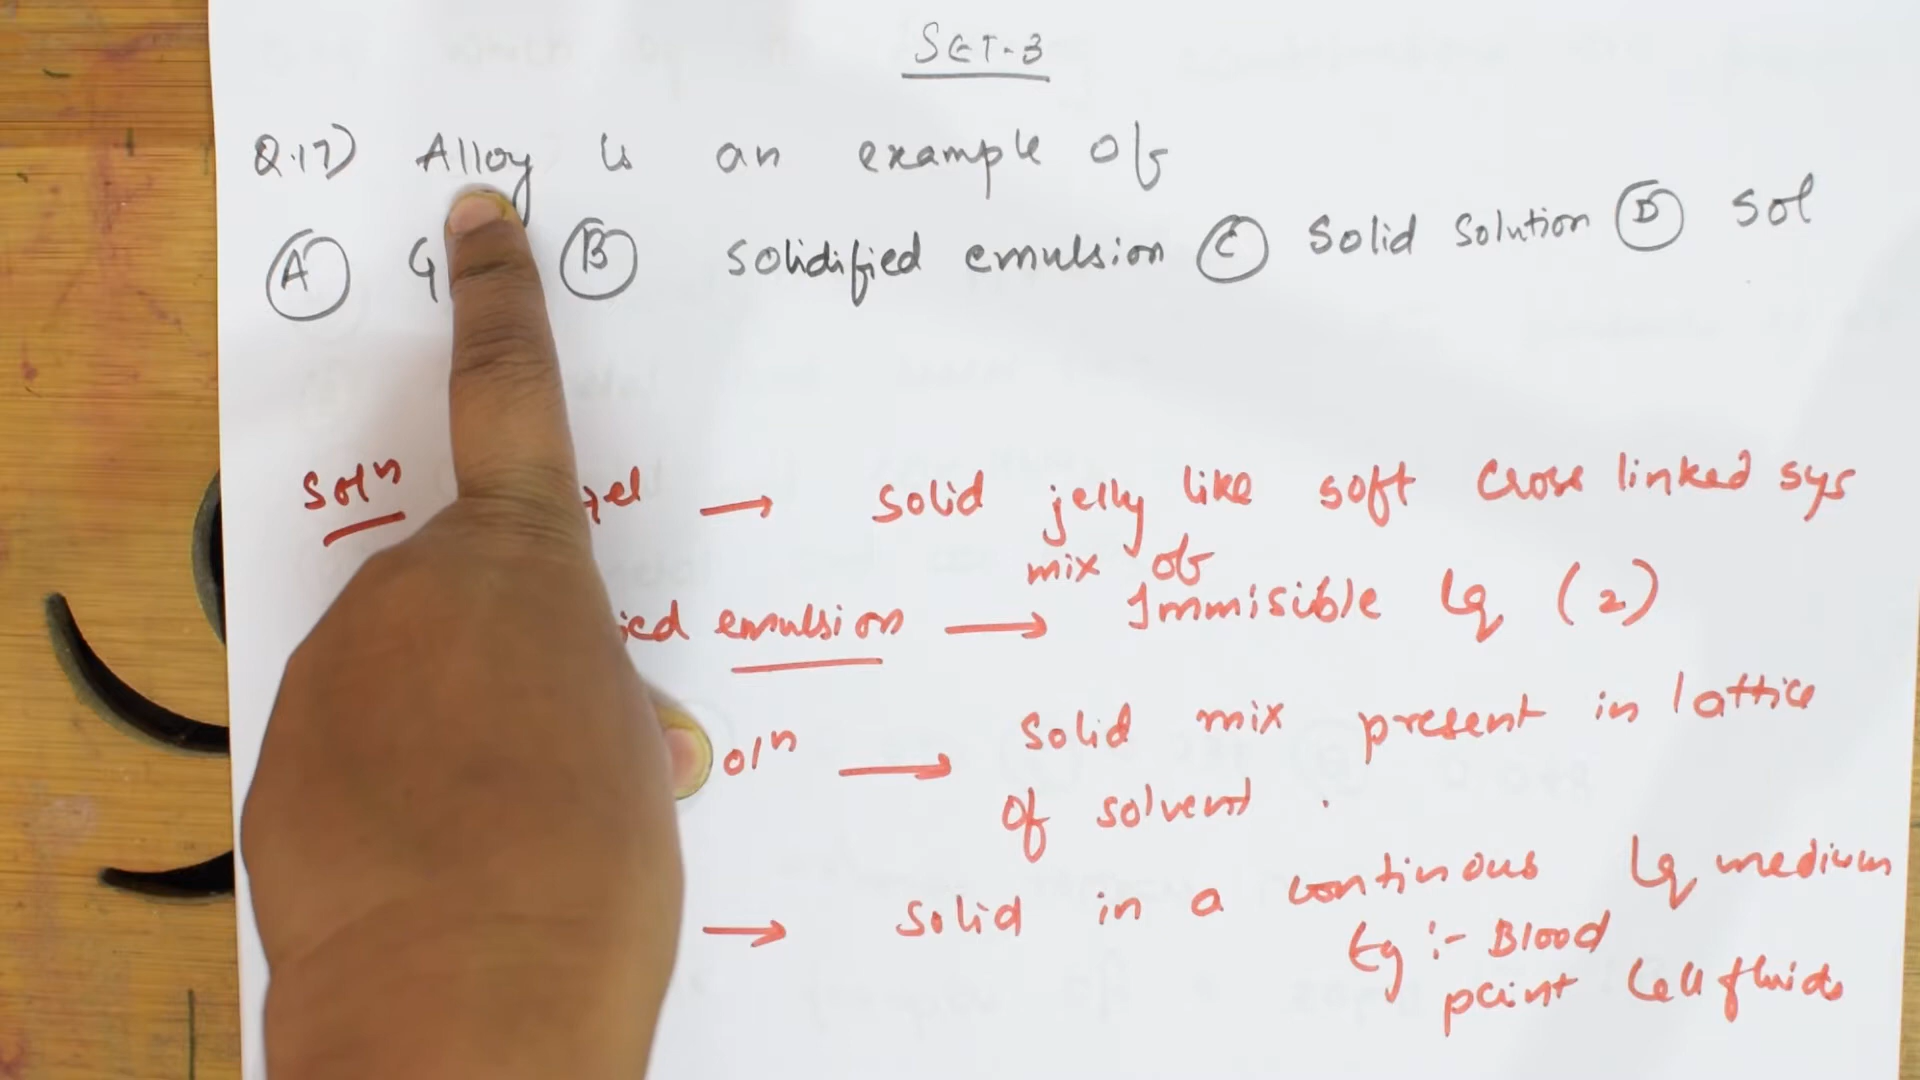 SET-3
Q.17) Alloy is an example of
A G B solidified emulsion C Solid Solution D Sol
Solⁿ gel → solid jelly like soft cross linked sys
mix of
emulsion → Immisible Lq (2)
olⁿ → solid mix present in lattice
of solvent.
→ Solid in a continous Lq medium
Eg :- Blood
paint Cell fluids